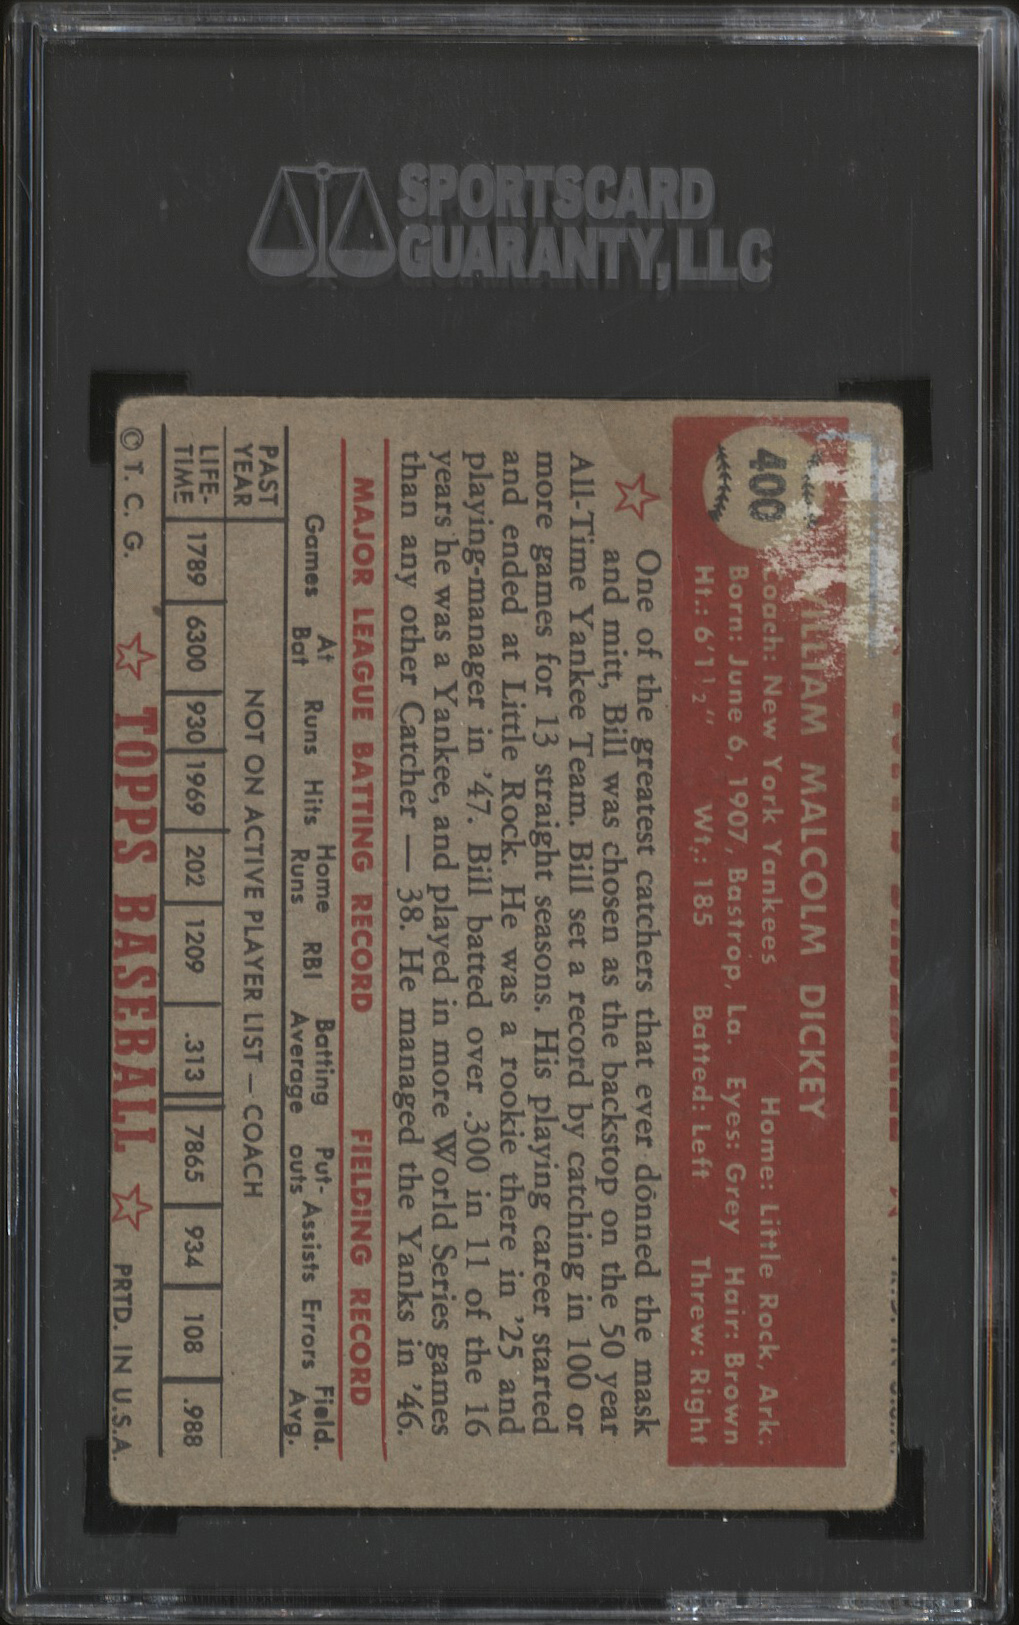 SPORTSCARD
GUARANTY, LLC
400
WILLIAM MALCOLM DICKEY
Coach: New York Yankees Home: Little Rock, Ark.
Born: June 6, 1907, Bastrop, La. Eyes: Grey Hair: Brown
Ht.: 6'1½" Wt.: 185 Batted: Left Threw: Right
One of the greatest catchers that ever donned the mask
and mitt, Bill was chosen as the backstop on the 50 year
All-Time Yankee Team. Bill set a record by catching in 100 or
more games for 13 straight seasons. His playing career started
and ended at Little Rock. He was a rookie there in '25 and
playing-manager in '47. Bill batted over .300 in 11 of the 16
years he was a Yankee, and played in more World Series games
than any other Catcher — 38. He managed the Yanks in '46.
MAJOR LEAGUE BATTING RECORD FIELDING RECORD
Games At Bat Runs Hits Home Runs RBI Batting Average Put-outs Assists Errors Field. Avg.
PAST YEAR NOT ON ACTIVE PLAYER LIST — COACH
LIFE-TIME 1789 6300 930 1969 202 1209 .313 7865 934 108 .988
© T. C. G. ☆ TOPPS BASEBALL ☆ PRTD. IN U.S.A.